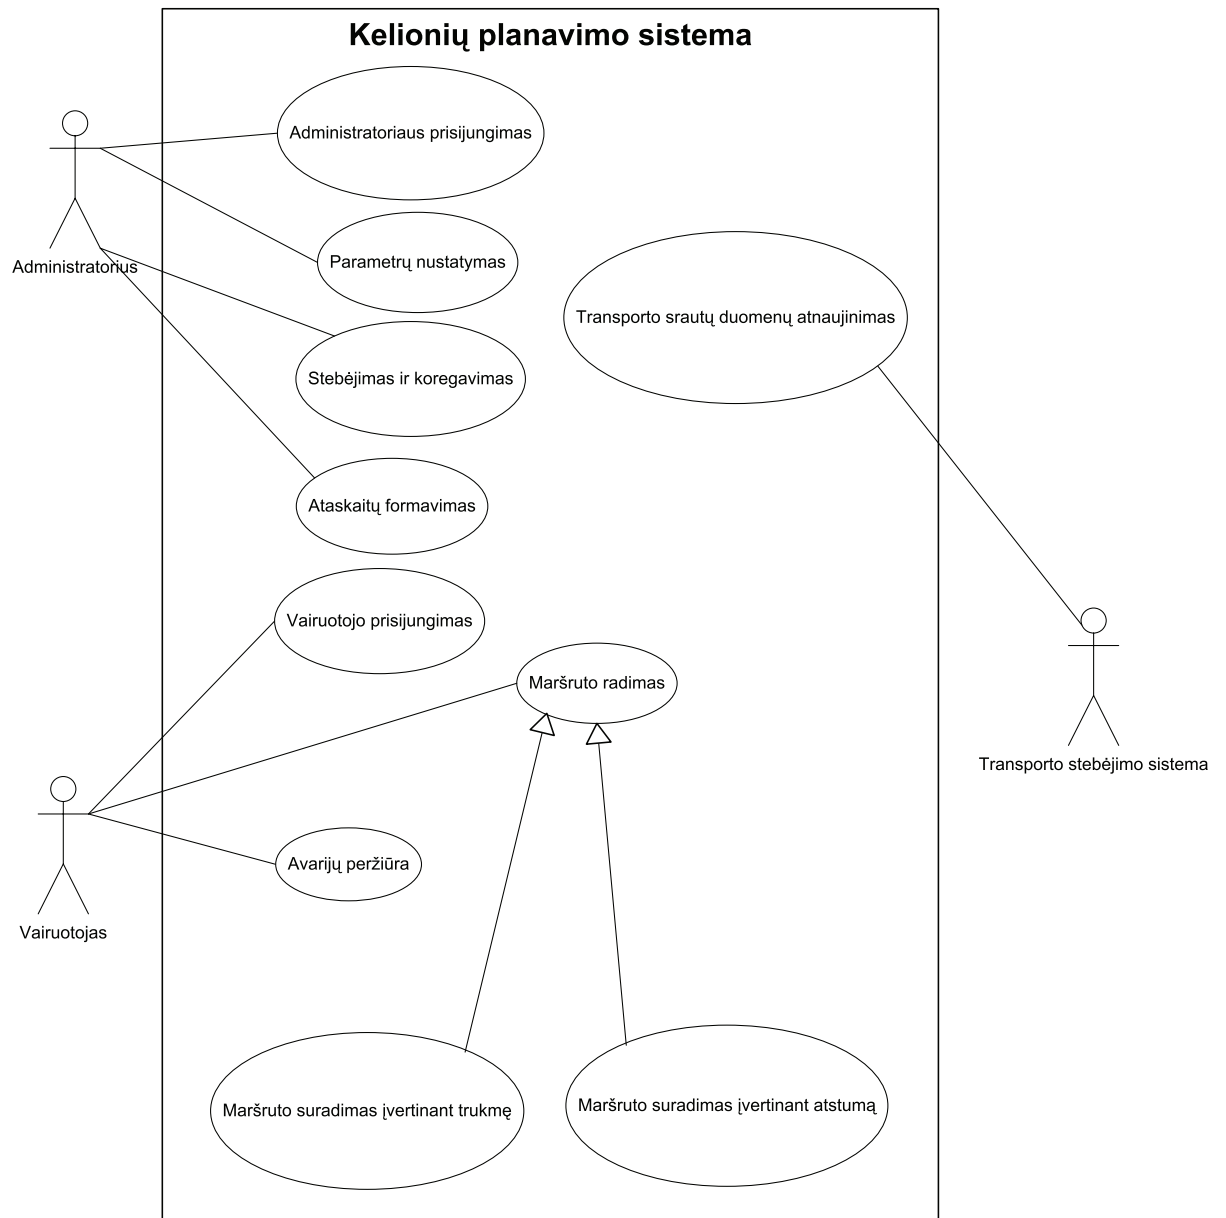 Kelionių planavimo sistema
Administratoriaus prisijungimas
Parametrų nustatymas
Administratorius
Transporto srautų duomenų atnaujinimas
Stebėjimas ir koregavimas
Ataskaitų formavimas
Vairuotojo prisijungimas
Maršruto radimas
Transporto stebėjimo sistema
Avarijų peržiūra
Vairuotojas
Maršruto suradimas įvertinant trukmę
Maršruto suradimas įvertinant atstumą